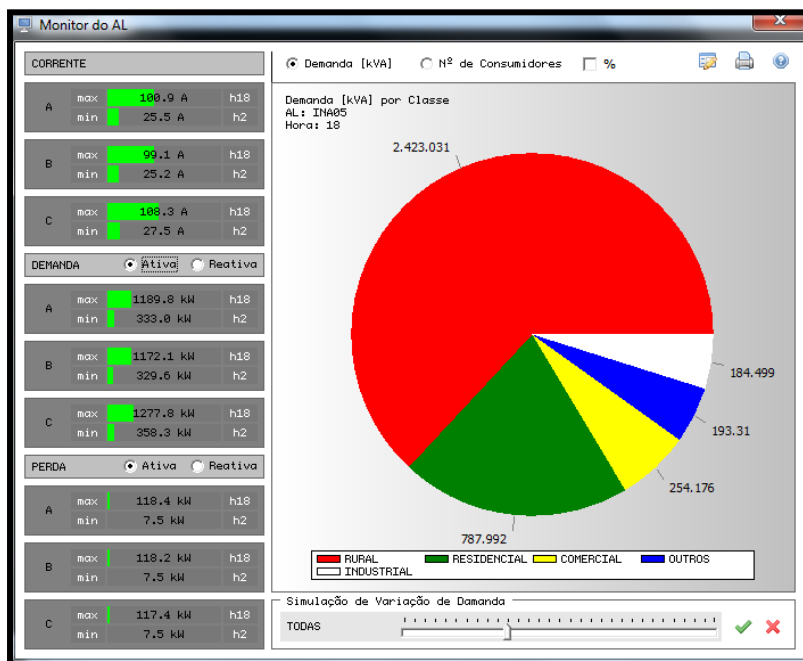 Monitor do AL
CORRENTE
A
max 100.9 A h18
min 25.5 A h2
B
max 99.1 A h18
min 25.2 A h2
C
max 108.3 A h18
min 27.5 A h2
DEMANDA Ativa Reativa
A
max 1189.8 kW h18
min 333.0 kW h2
B
max 1172.1 kW h18
min 329.6 kW h2
C
max 1277.8 kW h18
min 358.3 kW h2
PERDA Ativa Reativa
A
max 118.4 kW h18
min 7.5 kW h2
B
max 118.2 kW h18
min 7.5 kW h2
C
max 117.4 kW h18
min 7.5 kW h2
Demanda [kVA] Nº de Consumidores %
Demanda [kVA] por Classe
AL: INA05
Hora: 18
2.423.031
184.499
193.31
254.176
787.992
RURAL RESIDENCIAL COMERCIAL OUTROS
INDUSTRIAL
Simulação de Variação de Damanda
TODAS